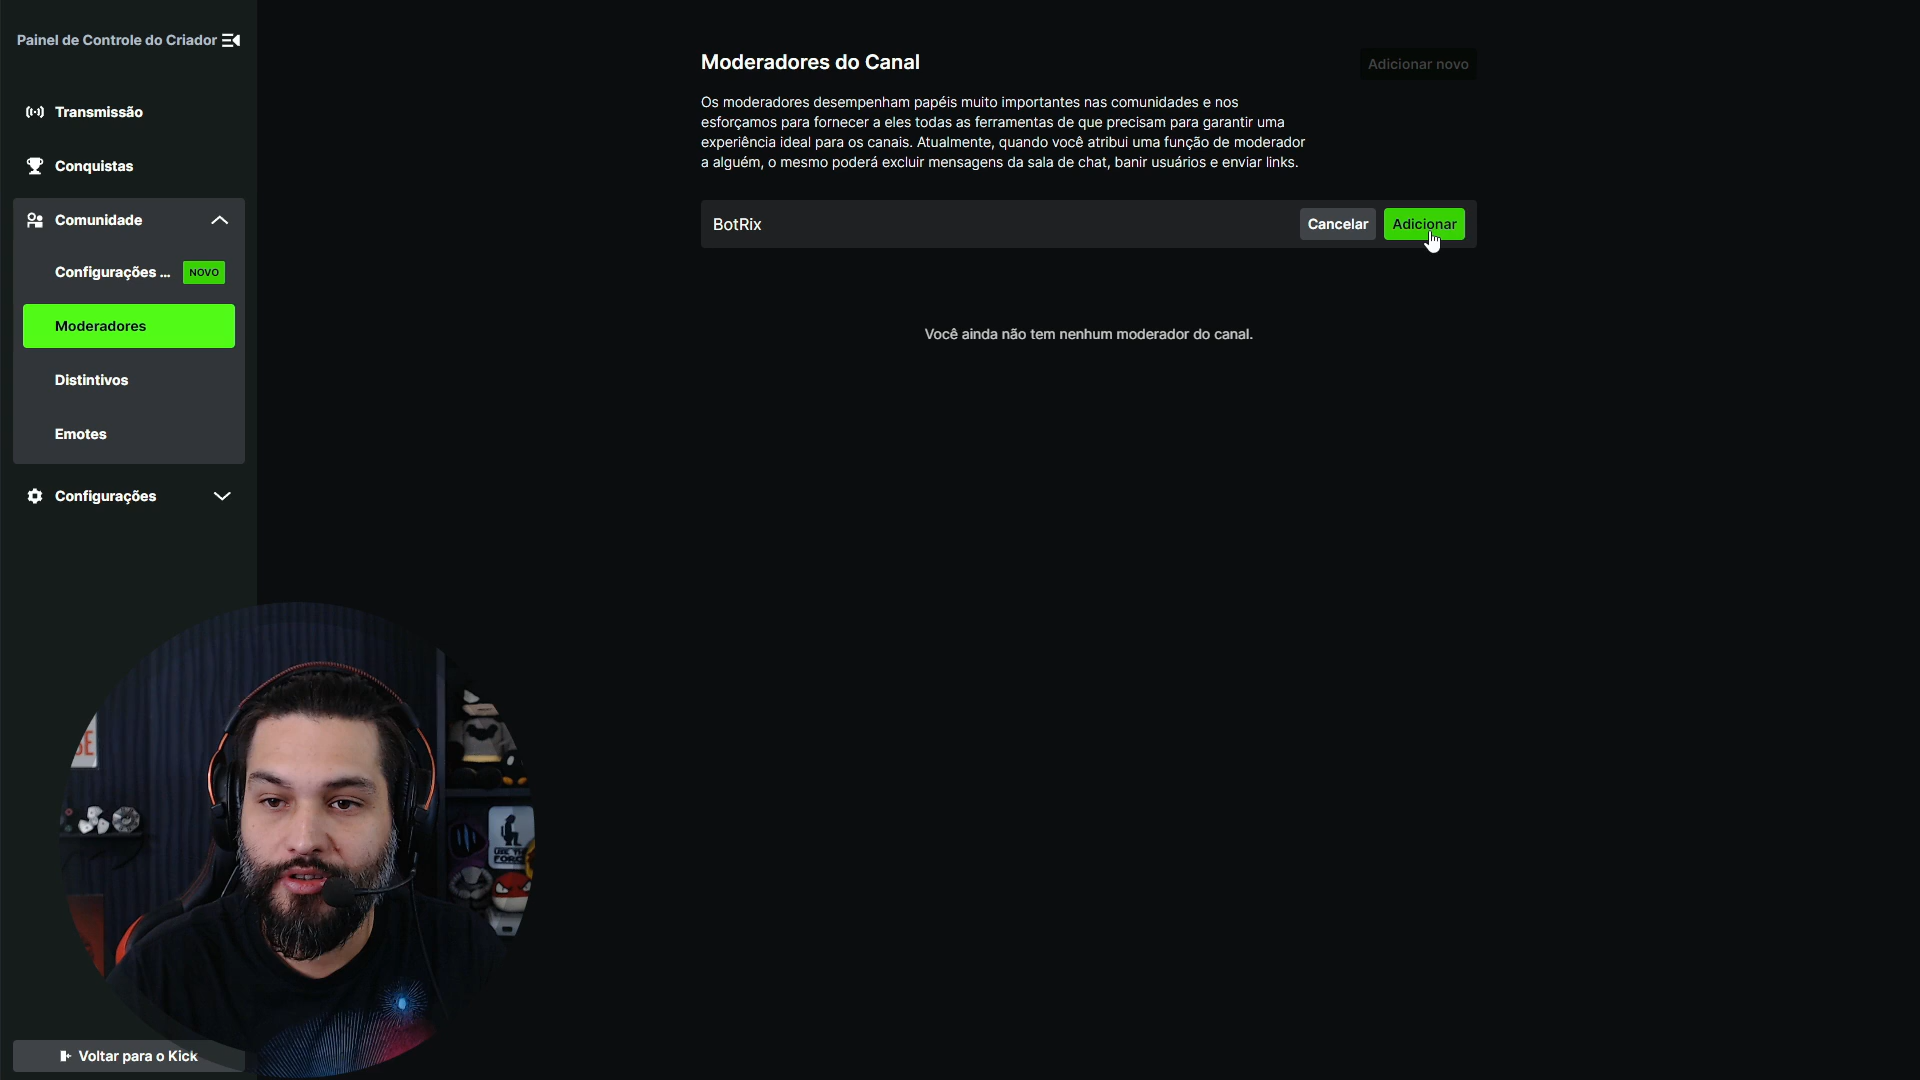 Painel de Controle do Criador
Transmissão
Conquistas
Comunidade
Configurações ... NOVO
Moderadores
Distintivos
Emotes
Configurações
Voltar para o Kick
Moderadores do Canal
Adicionar novo
Os moderadores desempenham papéis muito importantes nas comunidades e nos
esforçamos para fornecer a eles todas as ferramentas de que precisam para garantir uma
experiência ideal para os canais. Atualmente, quando você atribui uma função de moderador
a alguém, o mesmo poderá excluir mensagens da sala de chat, banir usuários e enviar links.
BotRix
Cancelar
Adicionar
Você ainda não tem nenhum moderador do canal.